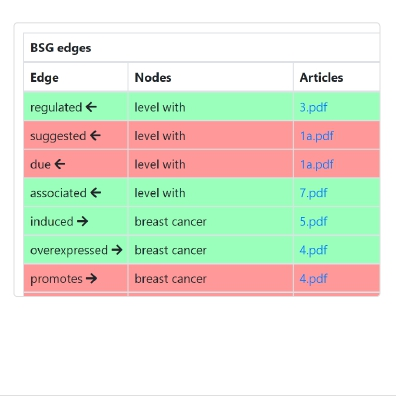 BSG edges
Edge Nodes Articles
regulated ← level with 3.pdf
suggested ← level with 1a.pdf
due ← level with 1a.pdf
associated ← level with 7.pdf
induced → breast cancer 5.pdf
overexpressed → breast cancer 4.pdf
promotes → breast cancer 4.pdf